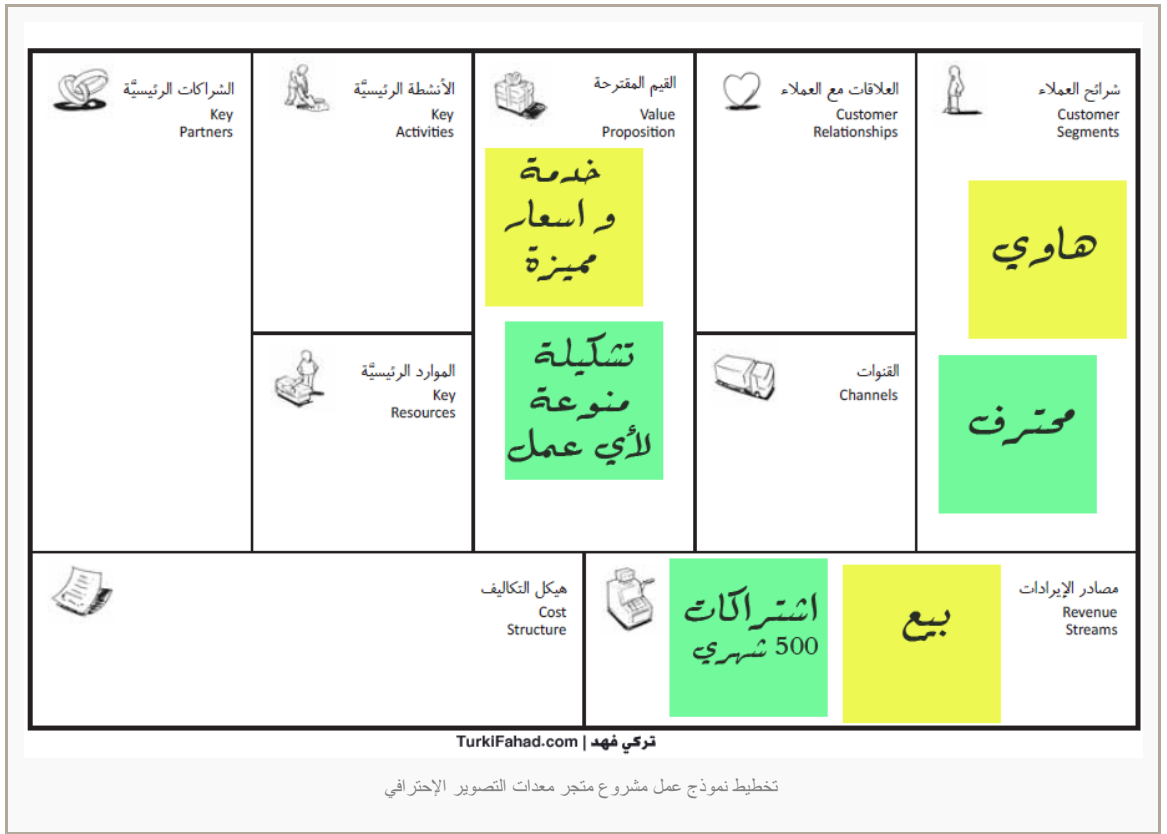 شرائح العملاء
Customer
Segments
هاوي
محترف
العلاقات مع العملاء
Customer
Relationships
القنوات
Channels
القيم المقترحة
Value
Proposition
خدمة
و اسعار
مميزة
تشكيلة
منوعة
لأي عمل
الأنشطة الرئيسيَّة
Key
Activities
الموارد الرئيسيَّة
Key
Resources
الشراكات الرئيسيَّة
Key
Partners
مصادر الإيرادات
Revenue
Streams
بيع
اشتراكات
500 شهري
هيكل التكاليف
Cost
Structure
تركي فهد | TurkiFahad.com
تخطيط نموذج عمل مشروع متجر معدات التصوير الإحترافي